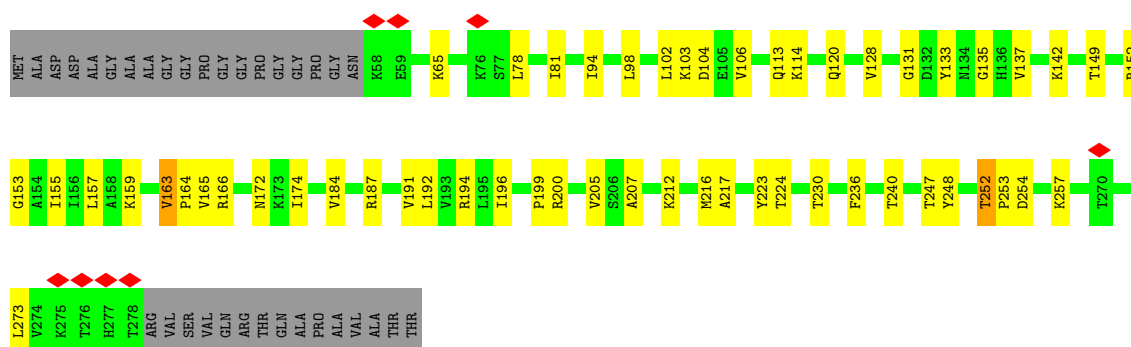 MET ALA ASP ASP ALA GLY ALA ALA GLY GLY PRO GLY GLY PRO GLY GLY PRO GLY ASN K58 E59 K65 K76 S77 L78 I81 I94 L98 L102 K103 D104 E105 V106 Q113 K114 Q120 V128 G131 D132 Y133 N134 G135 H136 V137 K142 T149
G153 A154 I155 I156 L157 A158 K159 V163 P164 V165 R166 N172 K173 I174 V184 R187 V191 L192 V193 R194 L195 I196 P199 R200 V205 S206 A207 K212 M216 A217 Y223 T224 T230 F236 T240 T247 Y248 T252 P253 D254 K257 T270
L273 V274 K275 T276 H277 T278 ARG VAL SER VAL GLN ARG THR GLN ALA PRO ALA VAL ALA THR THR